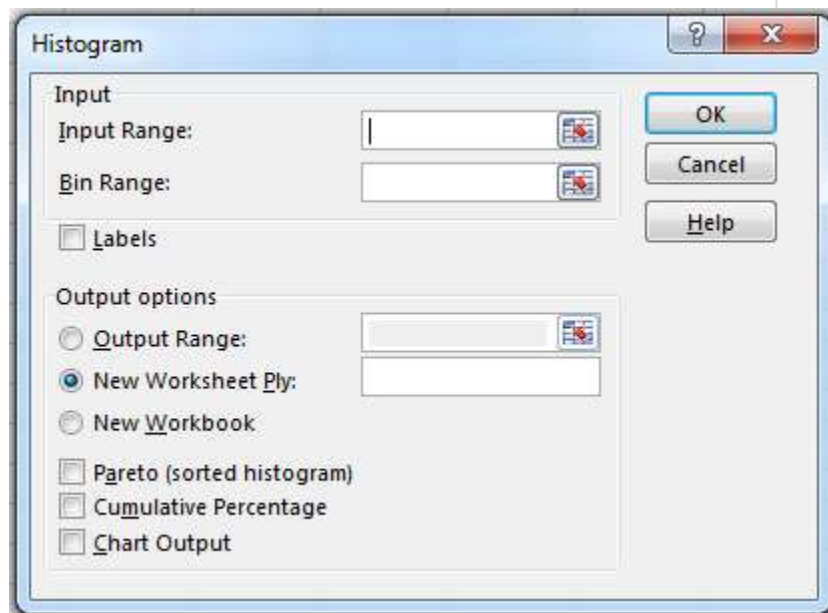 Histogram
Input
Input Range:
Bin Range:
Labels
OK
Cancel
Help
Output options
Output Range:
New Worksheet Ply:
New Workbook
Pareto (sorted histogram)
Cumulative Percentage
Chart Output